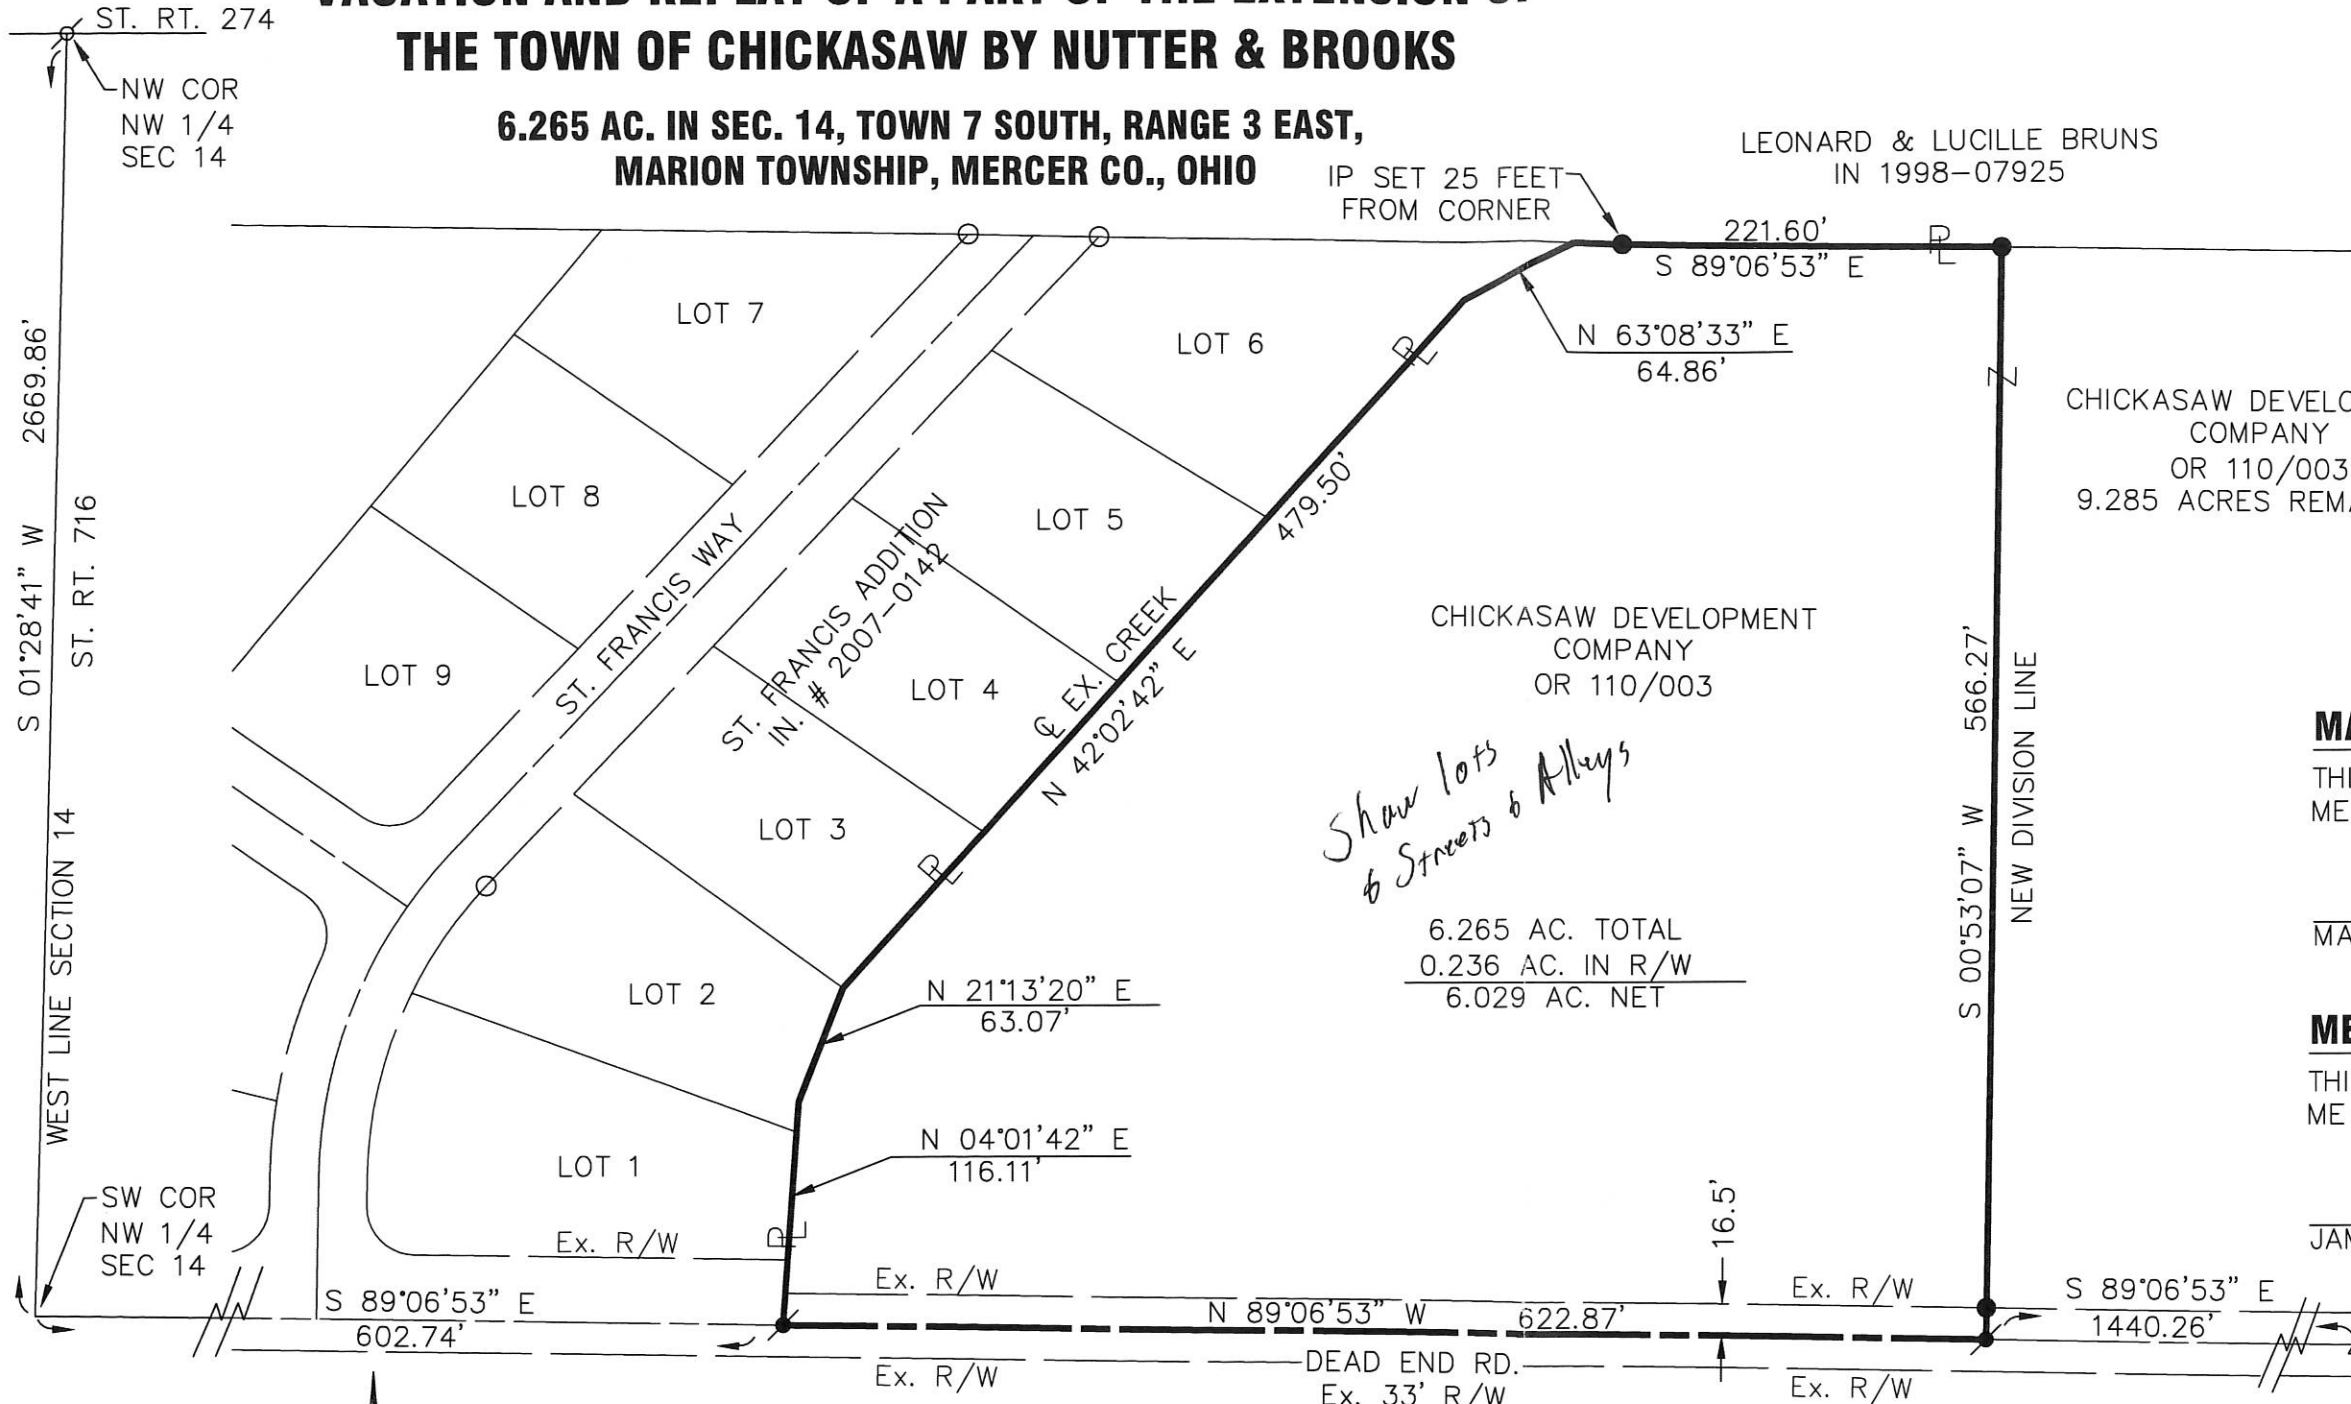 ST. RT. 274
THE TOWN OF CHICKASAW BY NUTTER & BROOKS
6.265 AC. IN SEC. 14, TOWN 7 SOUTH, RANGE 3 EAST,
MARION TOWNSHIP, MERCER CO., OHIO
NW COR
NW 1/4
SEC 14
LEONARD & LUCILLE BRUNS
IN 1998-07925
IP SET 25 FEET
FROM CORNER
221.60'
S 89°06'53" E
PL
N 63°08'33" E
64.86'
LOT 7
LOT 6
LOT 8
LOT 5
LOT 9
LOT 4
LOT 3
LOT 2
LOT 1
S 01°28'41" W 2669.86'
ST. RT. 716
WEST LINE SECTION 14
ST. FRANCIS WAY
ST. FRANCIS ADDITION
IN. # 2007-0142
PL
479.50'
℄ EX. CREEK
N 42°02'42" E
PL
CHICKASAW DEVELOPMENT
COMPANY
OR 110/003
Show lots
& Streets & Alleys
6.265 AC. TOTAL
0.236 AC. IN R/W
6.029 AC. NET
S 00°53'07" W 566.27'
NEW DIVISION LINE
COMPANY
OR 110/003
9.285 ACRES
N 21°13'20" E
63.07'
N 04°01'42" E
116.11'
PL
16.5'
SW COR
NW 1/4
SEC 14
Ex. R/W
Ex. R/W
Ex. R/W
S 89°06'53" E
602.74'
N 89°06'53" W 622.87'
S 89°06'53" E
1440.26'
DEAD END RD.
Ex. 33' R/W
Ex. R/W
Ex. R/W